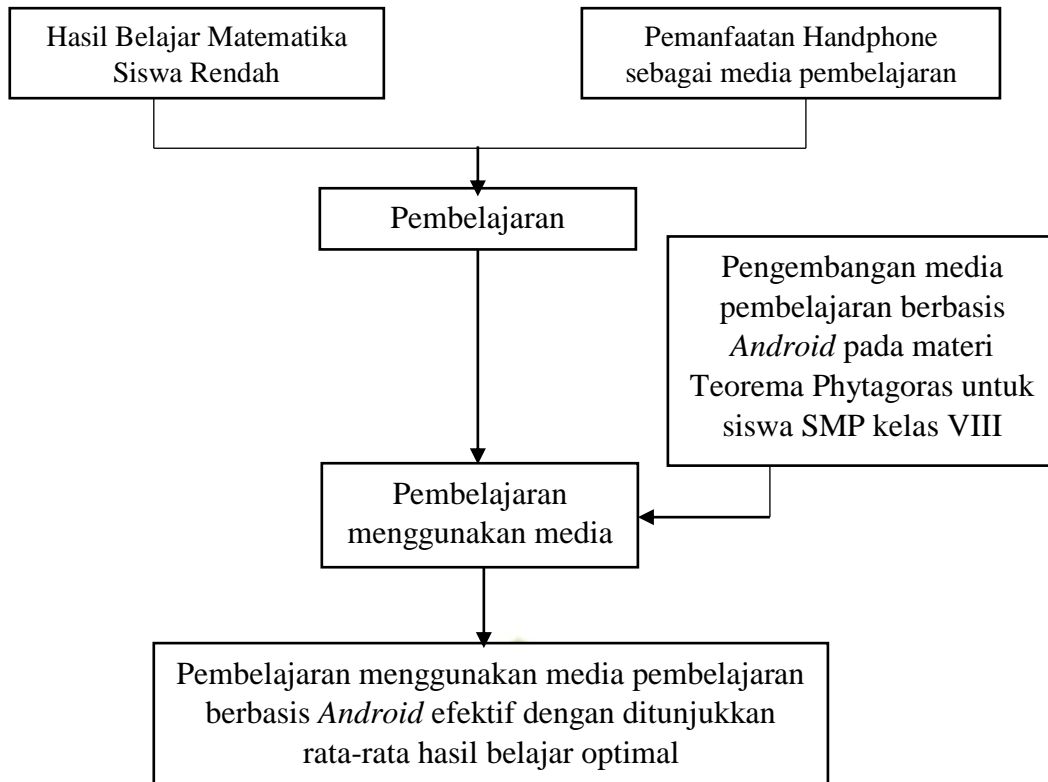 Hasil Belajar Matematika
Siswa Rendah
Pemanfaatan Handphone
sebagai media pembelajaran
Pembelajaran
Pengembangan media
pembelajaran berbasis
Android pada materi
Teorema Phytagoras untuk
siswa SMP kelas VIII
Pembelajaran
menggunakan media
Pembelajaran menggunakan media pembelajaran
berbasis Android efektif dengan ditunjukkan
rata-rata hasil belajar optimal